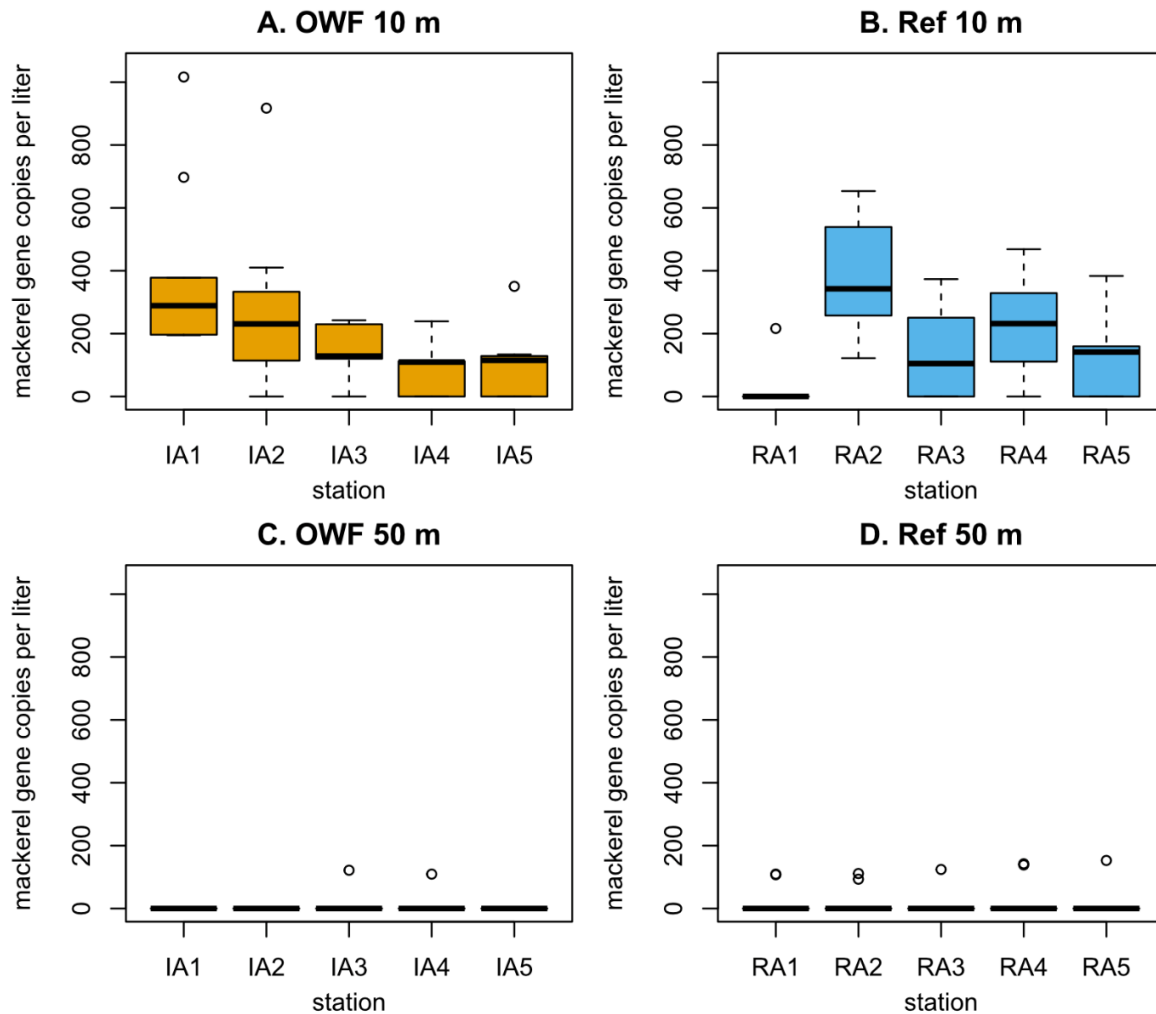 A. OWF 10 m
mackerel gene copies per liter
0 200 400 600 800
IA1 IA2 IA3 IA4 IA5
station
B. Ref 10 m
mackerel gene copies per liter
0 200 400 600 800
RA1 RA2 RA3 RA4 RA5
station
C. OWF 50 m
mackerel gene copies per liter
0 200 400 600 800
IA1 IA2 IA3 IA4 IA5
station
D. Ref 50 m
mackerel gene copies per liter
0 200 400 600 800
RA1 RA2 RA3 RA4 RA5
station